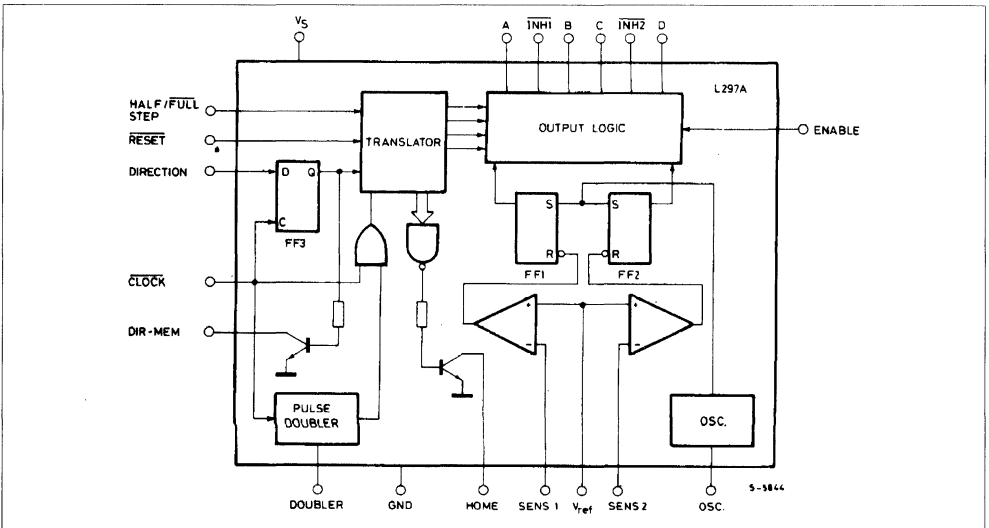 VS
A INH1 B C INH2 D
L297A
HALF/FULL
STEP
RESET
DIRECTION
CLOCK
DIR-MEM
TRANSLATOR
OUTPUT LOGIC
ENABLE
D Q
C
FF3
S
R
FF1
S
R
FF2
+
−
+
−
PULSE
DOUBLER
OSC.
S-5844
DOUBLER GND HOME SENS 1 Vref SENS 2 OSC.